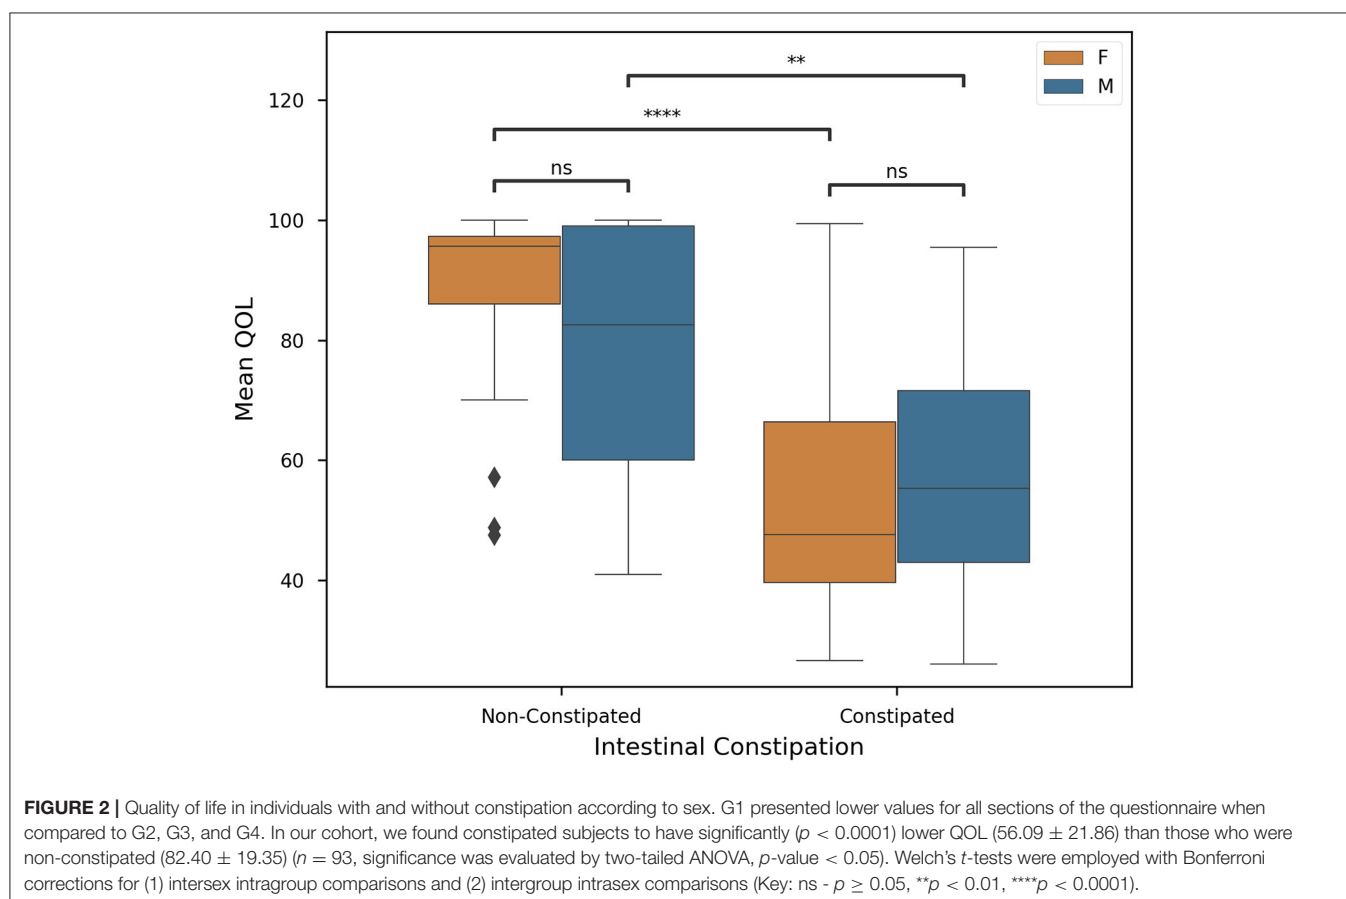 **
F
M
120
****
ns
ns
100
80
60
40
Mean QOL
Non-Constipated
Constipated
Intestinal Constipation
FIGURE 2 | Quality of life in individuals with and without constipation according to sex. G1 presented lower values for all sections of the questionnaire when
compared to G2, G3, and G4. In our cohort, we found constipated subjects to have significantly (p < 0.0001) lower QOL (56.09 ± 21.86) than those who were
non-constipated (82.40 ± 19.35) (n = 93, significance was evaluated by two-tailed ANOVA, p-value < 0.05). Welch's t-tests were employed with Bonferroni
corrections for (1) intersex intragroup comparisons and (2) intergroup intrasex comparisons (Key: ns - p ≥ 0.05, **p < 0.01, ****p < 0.0001).